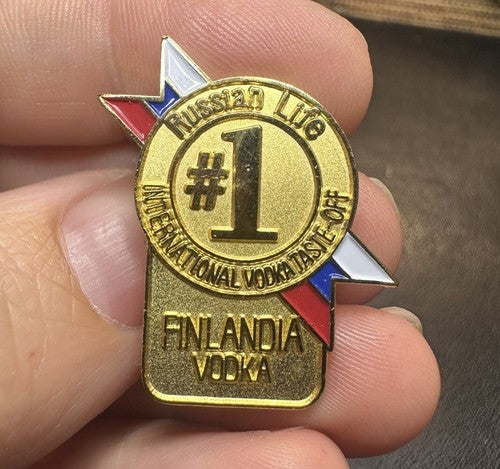 Russian Life
#1
INTERNATIONAL VODKA TASTE-OFF
FINLANDIA
VODKA